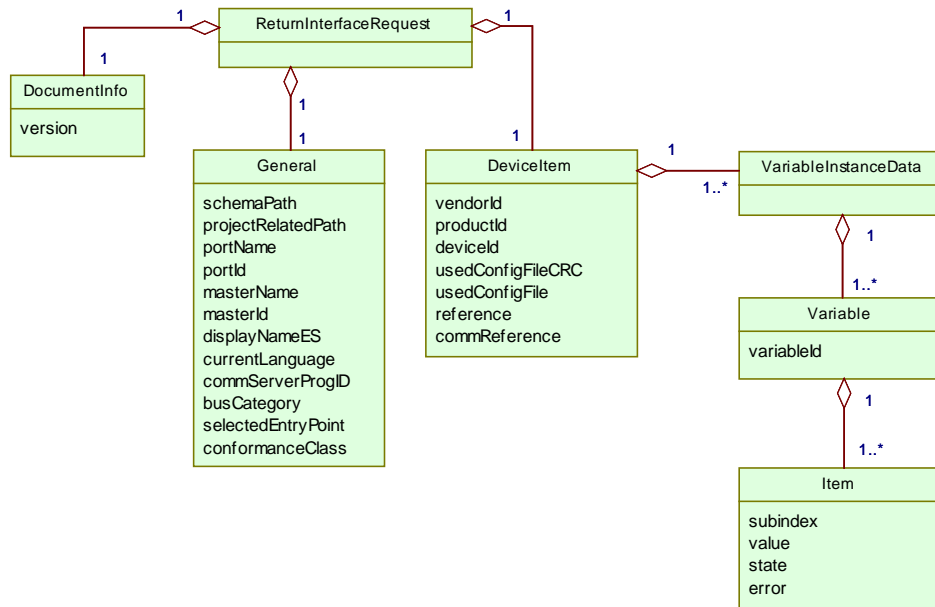 ReturnInterfaceRequest
1
1
1
1
1
1
DocumentInfo
version
General
schemaPath
projectRelatedPath
portName
portId
masterName
masterId
displayNameES
currentLanguage
commServerProgID
busCategory
selectedEntryPoint
conformanceClass
DeviceItem
vendorId
productId
deviceId
usedConfigFileCRC
usedConfigFile
reference
commReference
1
1..*
VariableInstanceData
1
1..*
Variable
variableId
1
1..*
Item
subindex
value
state
error